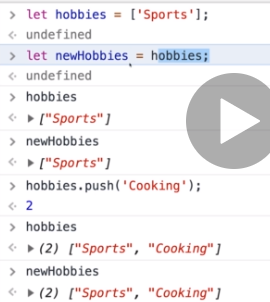 > let hobbies = ['Sports'];
<· undefined
> let newHobbies = hobbies;
<· undefined
> hobbies
<· ▶ ["Sports"]
> newHobbies
<· ▶ ["Sports"]
> hobbies.push('Cooking');
<· 2
> hobbies
<· ▶ (2) ["Sports", "Cooking"]
> newHobbies
<· ▶ (2) ["Sports", "Cooking"]